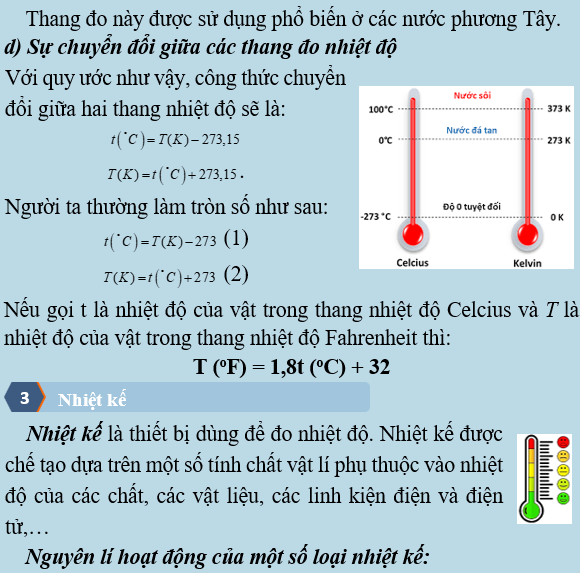 Thang đo này được sử dụng phổ biến ở các nước phương Tây.
d) Sự chuyển đổi giữa các thang đo nhiệt độ
Với quy ước như vậy, công thức chuyển
đổi giữa hai thang nhiệt độ sẽ là:
t(°C)=T(K)−273,15
T(K)=t(°C)+273,15.
Người ta thường làm tròn số như sau:
t(°C)=T(K)−273 (1)
T(K)=t(°C)+273 (2)
Nước sôi
100°C
373 K
Nước đá tan
0°C
273 K
Độ 0 tuyệt đối
-273 °C
0 K
Celcius
Kelvin
Nếu gọi t là nhiệt độ của vật trong thang nhiệt độ Celcius và T là
nhiệt độ của vật trong thang nhiệt độ Fahrenheit thì:
T (⁰F) = 1,8t (⁰C) + 32
3 Nhiệt kế
Nhiệt kế là thiết bị dùng để đo nhiệt độ. Nhiệt kế được
chế tạo dựa trên một số tính chất vật lí phụ thuộc vào nhiệt
độ của các chất, các vật liệu, các linh kiện điện và điện
tử,…
Nguyên lí hoạt động của một số loại nhiệt kế: